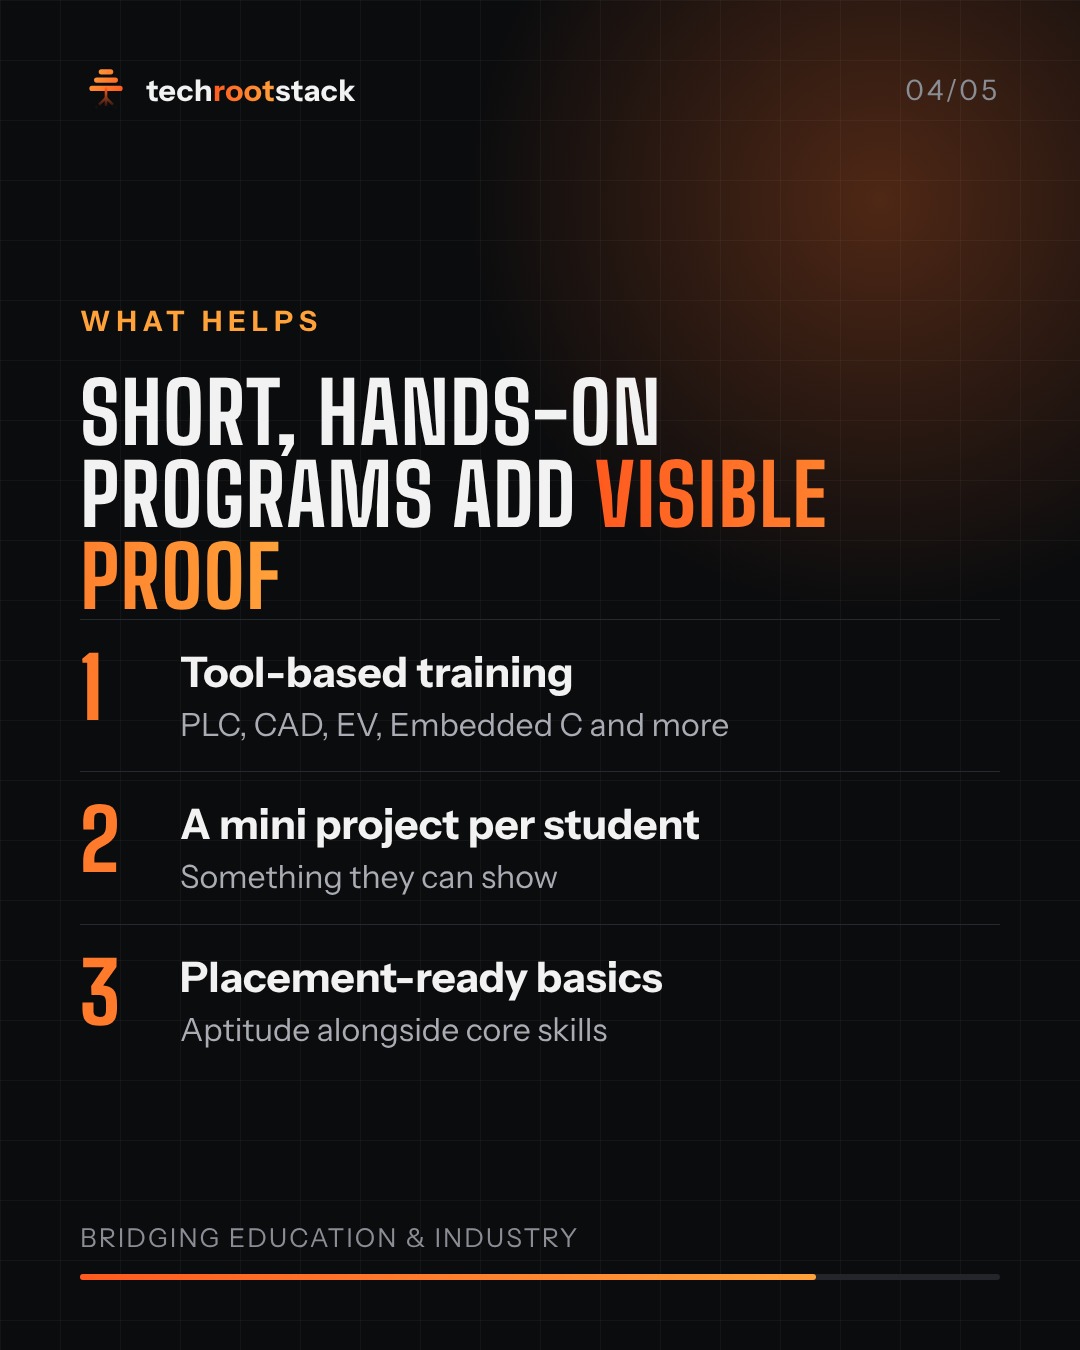 techrootstack
04/05
WHAT HELPS
SHORT, HANDS-ON
PROGRAMS ADD VISIBLE
PROOF
1
Tool-based training
PLC, CAD, EV, Embedded C and more
2
A mini project per student
Something they can show
3
Placement-ready basics
Aptitude alongside core skills
BRIDGING EDUCATION & INDUSTRY